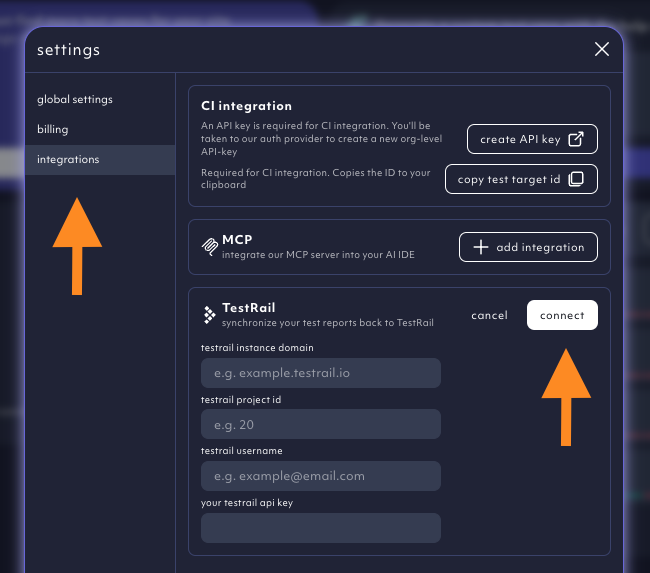 settings
global settings
billing
integrations
CI integration
An API key is required for CI integration. You'll be
taken to our auth provider to create a new org-level
API-key
create API key
Required for CI integration. Copies the ID to your
clipboard
copy test target id
MCP
integrate our MCP server into your AI IDE
add integration
TestRail
synchronize your test reports back to TestRail
cancel
connect
testrail instance domain
e.g. example.testrail.io
testrail project id
e.g. 20
testrail username
e.g. example@email.com
your testrail api key